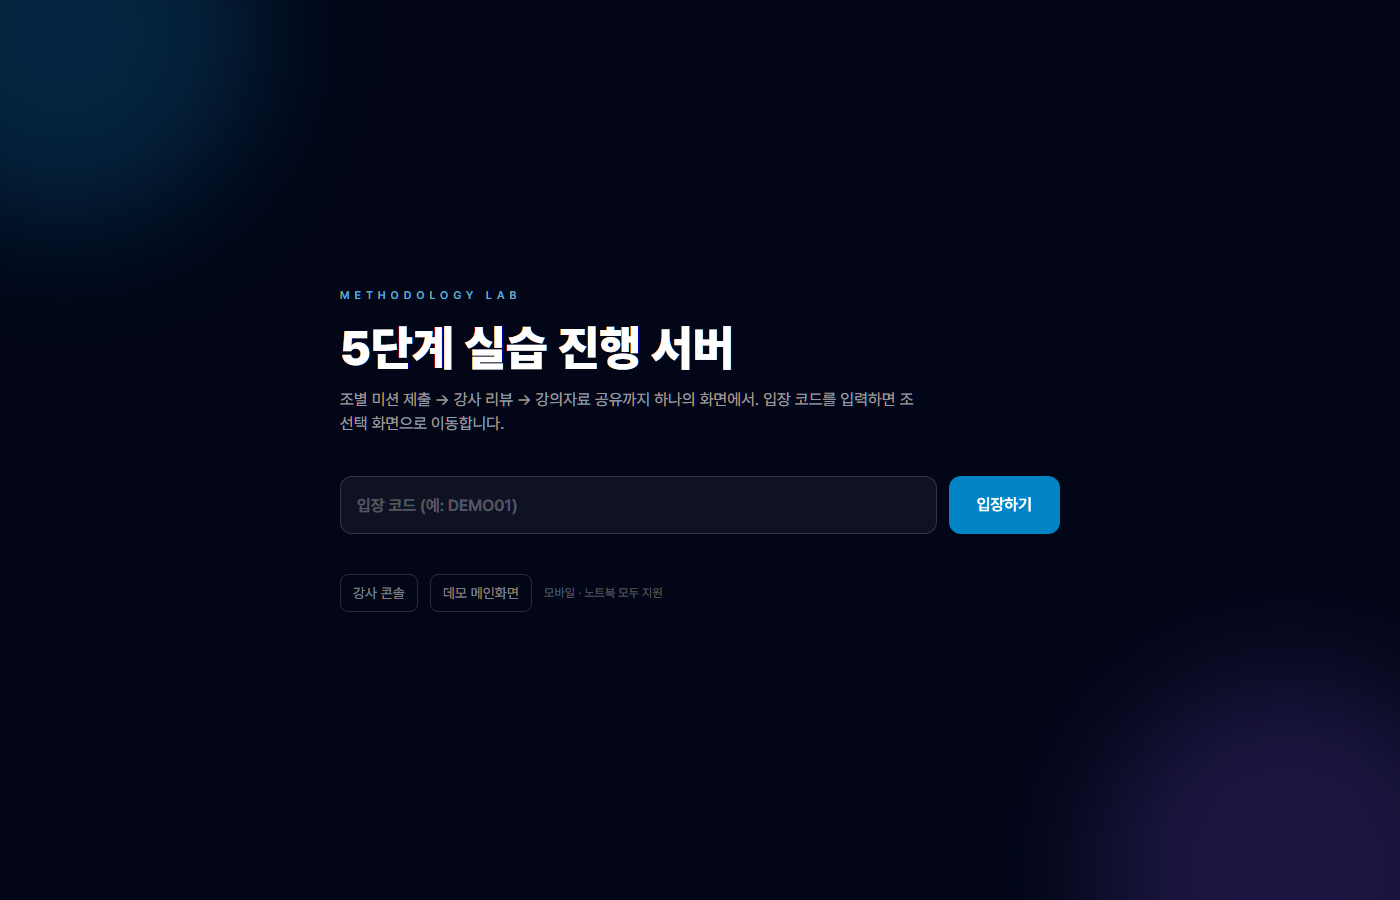 METHODOLOGY LAB
5단계 실습 진행 서버
조별 미션 제출 → 강사 리뷰 → 강의자료 공유까지 하나의 화면에서. 입장 코드를 입력하면 조
선택 화면으로 이동합니다.
입장 코드 (예: DEMO01)
입장하기
강사 콘솔
데모 메인화면
모바일 · 노트북 모두 지원